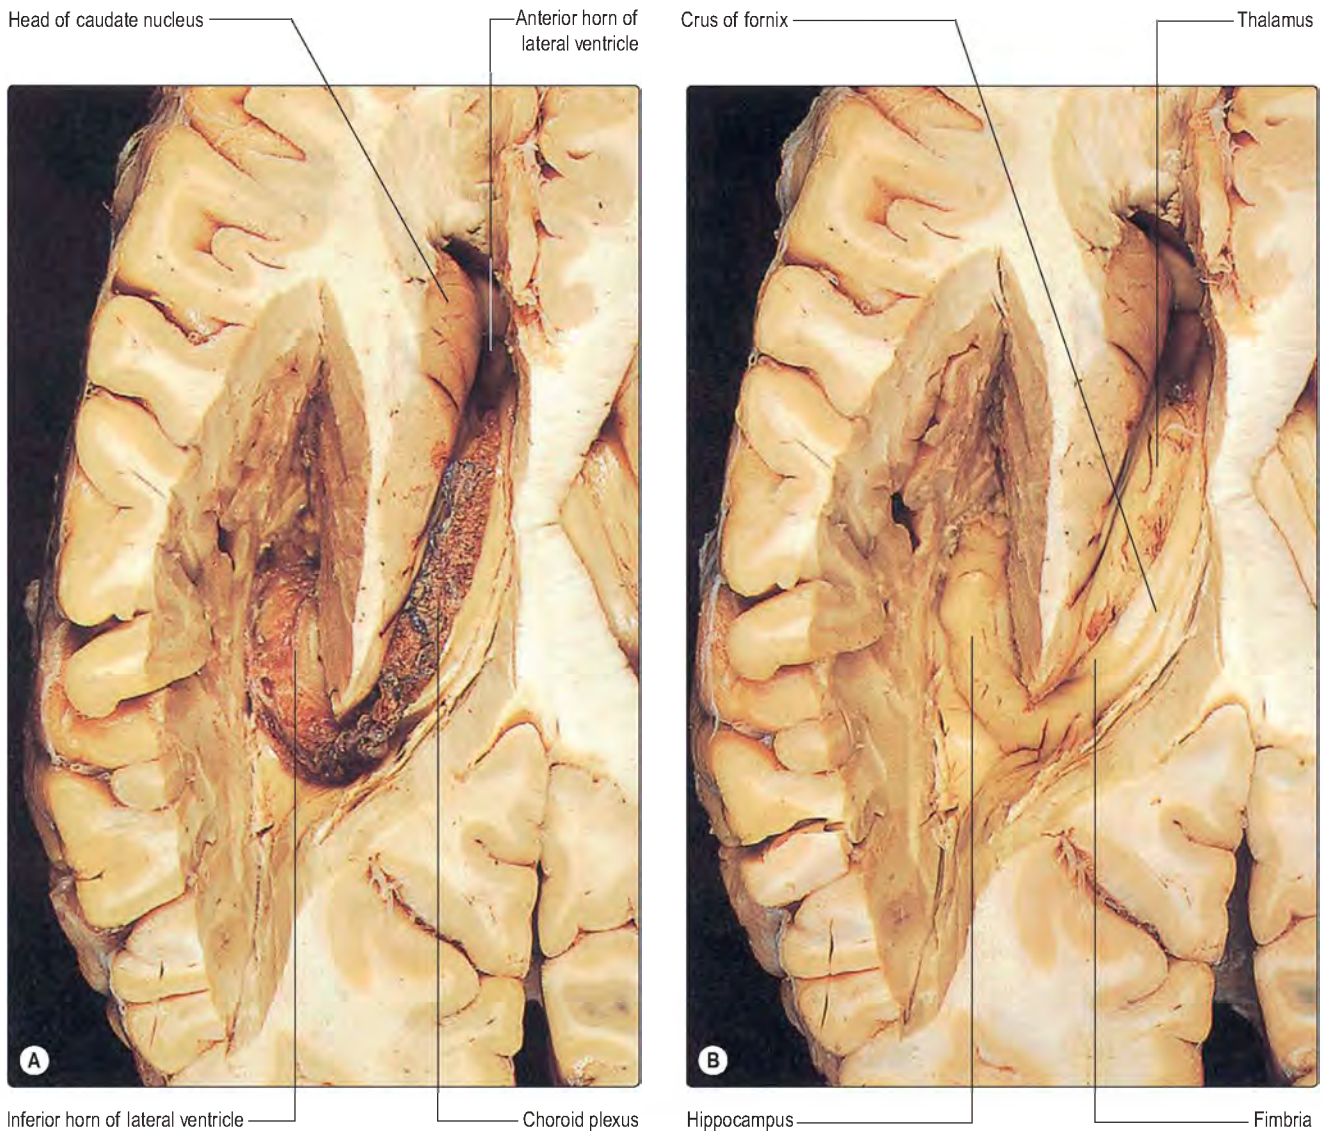 Head of caudate nucleus
Anterior horn of
lateral ventricle
Crus of fornix
Thalamus
A
B
Inferior horn of lateral ventricle
Choroid plexus
Hippocampus
Fimbria